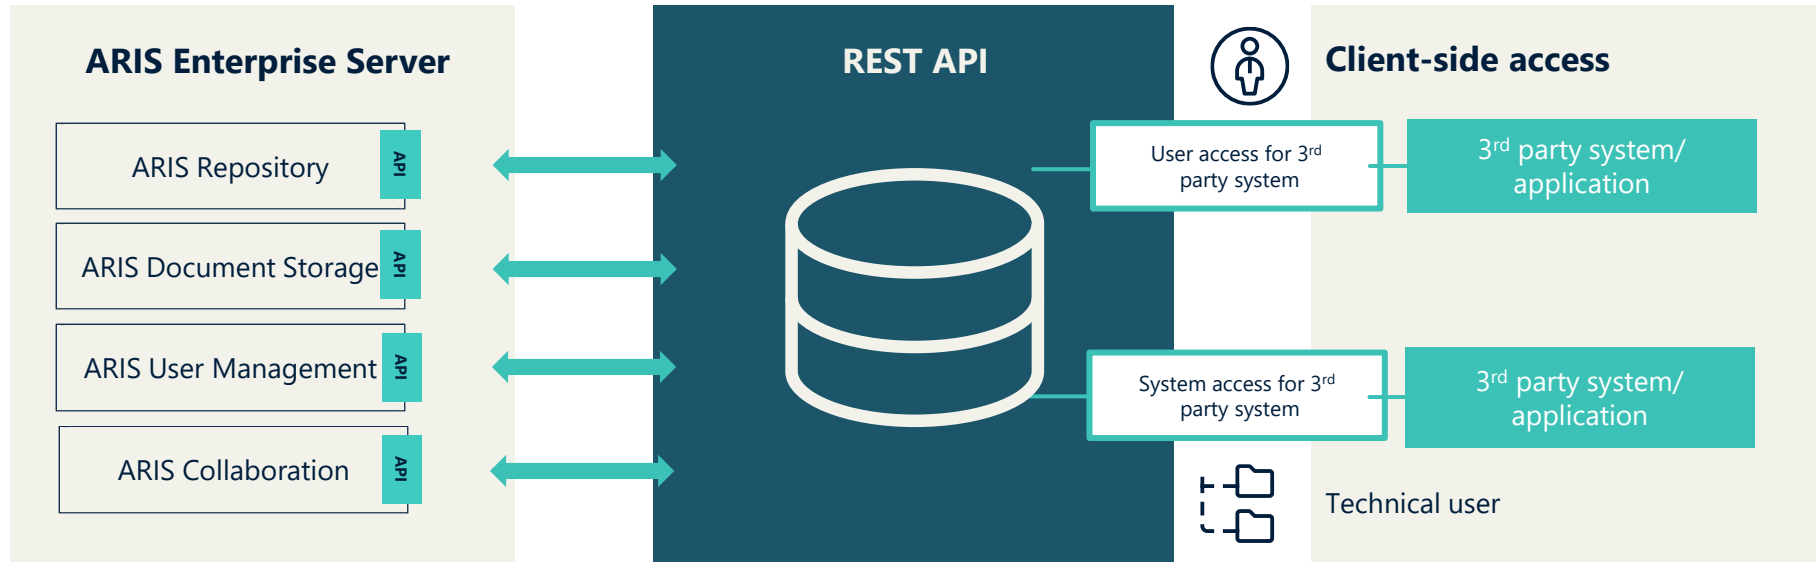 ARIS Enterprise Server
ARIS Repository
API
ARIS Document Storage
API
ARIS User Management
API
ARIS Collaboration
API
REST API
Client-side access
User access for 3rd
party system
3rd party system/
application
System access for 3rd
party system
3rd party system/
application
Technical user